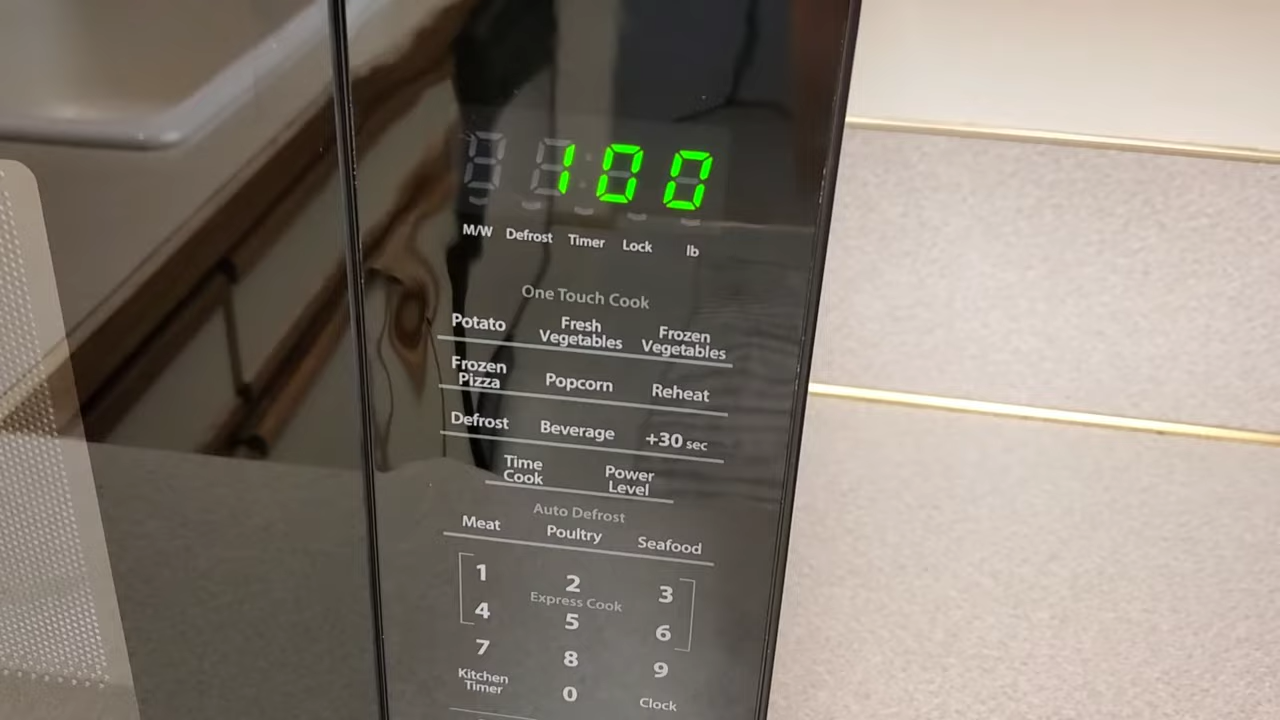 100
M/W Defrost Timer Lock lb
One Touch Cook
Potato Fresh Vegetables Frozen Vegetables
Frozen Pizza Popcorn Reheat
Defrost Beverage +30 sec
Time Cook Power Level
Auto Defrost
Meat Poultry Seafood
1 2 3
Express Cook
4 5 6
7 8 9
Kitchen Timer 0 Clock